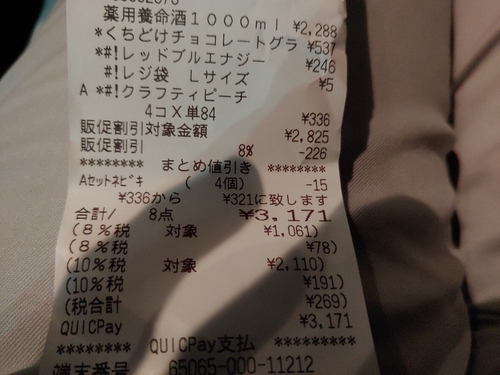 薬用養命酒1000ml ¥2,288
*くちどけチョコレートグラ ¥537
*#!レッドブルエナジー ¥246
#!レジ袋 Lサイズ ¥5
A *#!クラフティピーチ
4コX単84 ¥336
販促割引対象金額 ¥2,825
販促割引 8% -226
******** まとめ値引き ********
Aセットネビキ ( 4個) -15
¥336から ¥321に致します
合計/ 8点 ¥3,171
(8%税 対象 ¥1,061)
(8%税 ¥78)
(10%税 対象 ¥2,110)
(10%税 ¥191)
(税合計 ¥269)
QUICPay ¥3,171
******** QUICPay支払 *********
端末番号 65065-000-11212